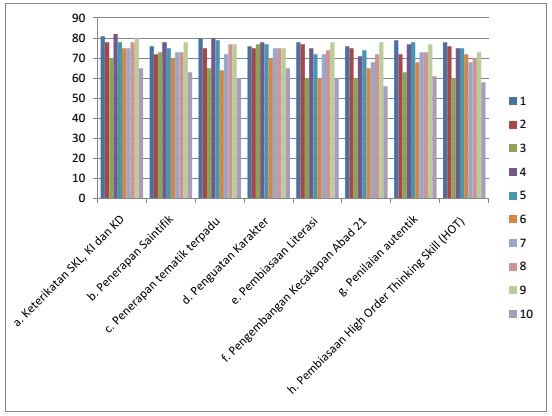 90
80
70
60
50
40
30
20
10
0
a. Keterikatan SKL, KI dan KD
b. Penerapan Saintifik
c. Penerapan tematik terpadu
d. Penguatan Karakter
e. Pembiasaan Literasi
f. Pengembangan Kecakapan Abad 21
g. Penilaian autentik
h. Pembiasaan High Order Thinking Skill (HOT)
1
2
3
4
5
6
7
8
9
10